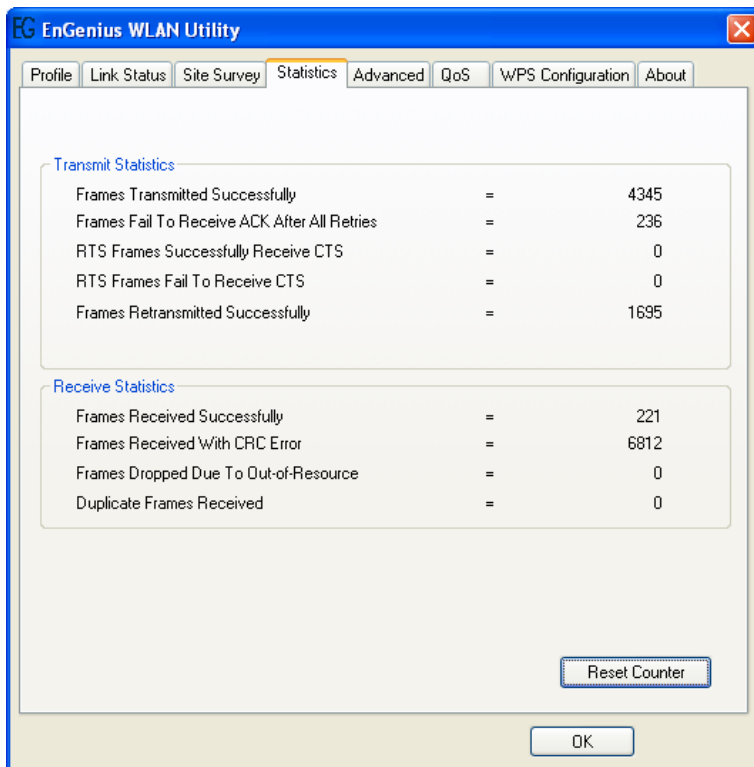 EG EnGenius WLAN Utility
Profile Link Status Site Survey Statistics Advanced QoS WPS Configuration About
Transmit Statistics
Frames Transmitted Successfully = 4345
Frames Fail To Receive ACK After All Retries = 236
RTS Frames Successfully Receive CTS = 0
RTS Frames Fail To Receive CTS = 0
Frames Retransmitted Successfully = 1695
Receive Statistics
Frames Received Successfully = 221
Frames Received With CRC Error = 6812
Frames Dropped Due To Out-of-Resource = 0
Duplicate Frames Received = 0
Reset Counter
OK